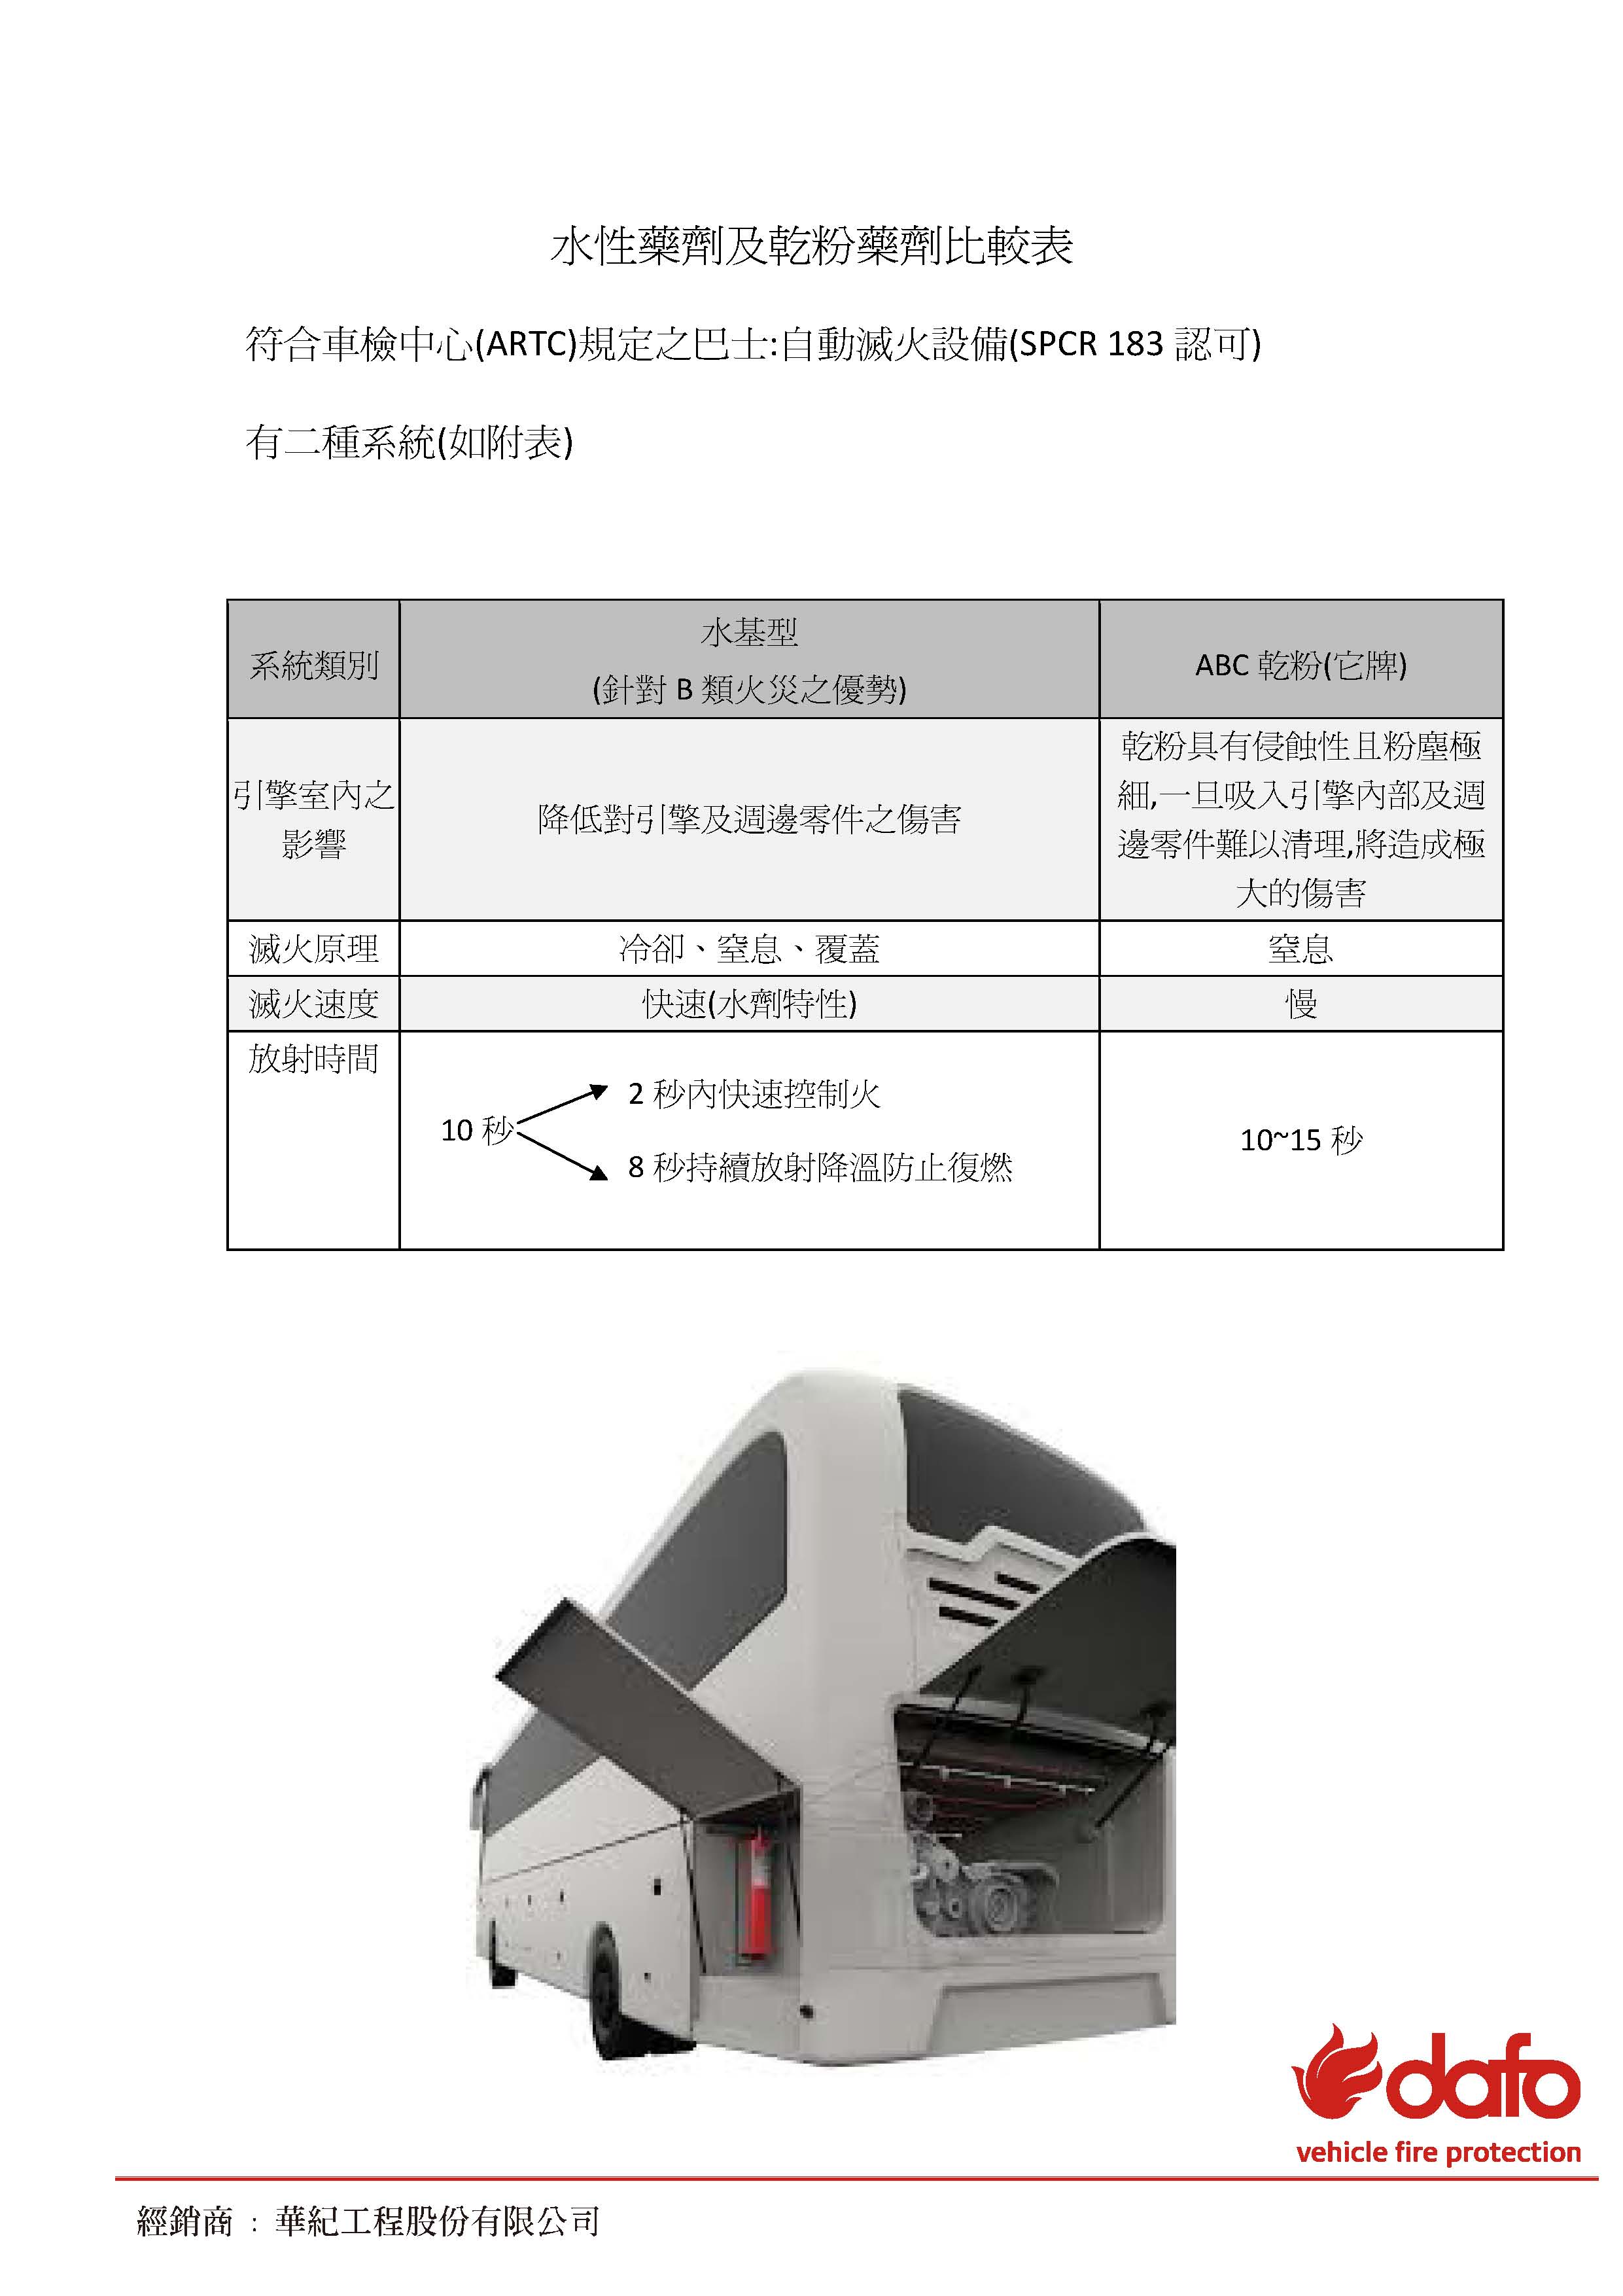 水性藥劑及乾粉藥劑比較表
符合車檢中心(ARTC)規定之巴士:自動滅火設備(SPCR 183 認可)
有二種系統(如附表)
系統類別
水基型
(針對 B 類火災之優勢)
ABC 乾粉(它牌)
引擎室內之
影響
降低對引擎及週邊零件之傷害
乾粉具有侵蝕性且粉塵極
細,一旦吸入引擎內部及週
邊零件難以清理,將造成極
大的傷害
滅火原理
冷卻、窒息、覆蓋
窒息
滅火速度
快速(水劑特性)
慢
放射時間
10 秒
2 秒內快速控制火
8 秒持續放射降溫防止復燃
10~15 秒
dafo
vehicle fire protection
經銷商 : 華紀工程股份有限公司